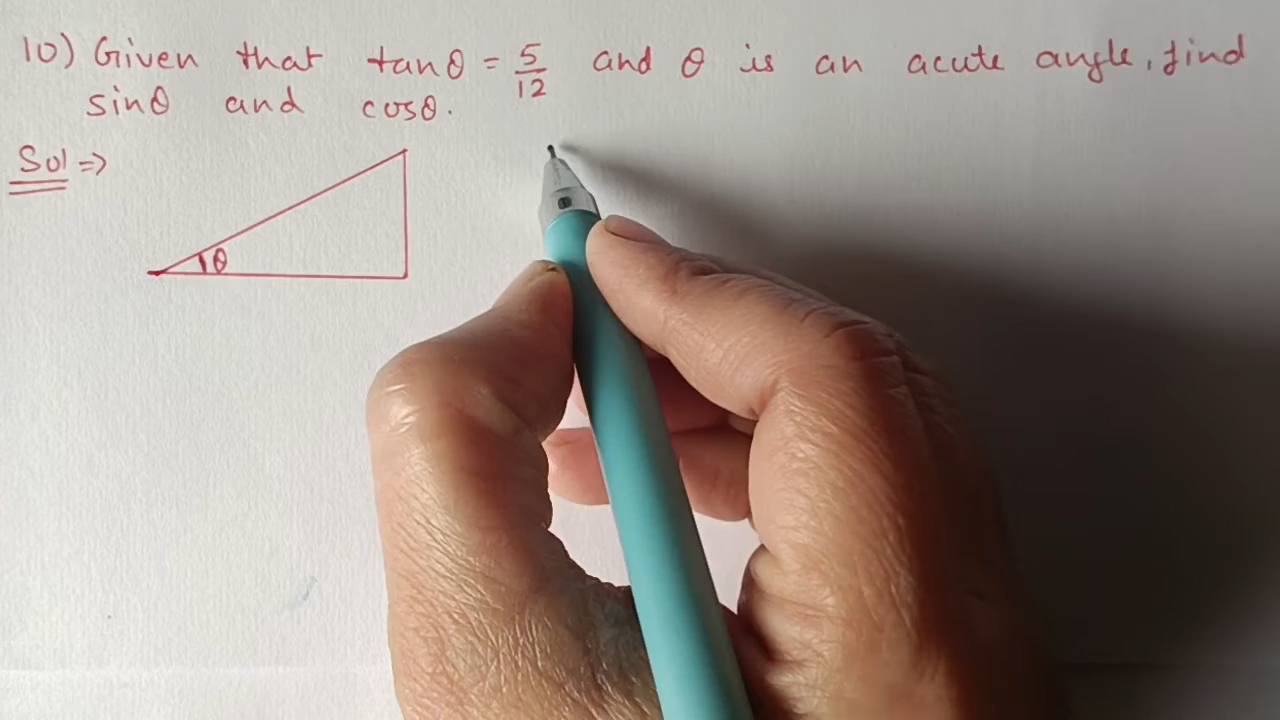 10) Given that tanθ = 5/12 and θ is an acute angle, find
sinθ and cosθ.
Sol ⇒
θ